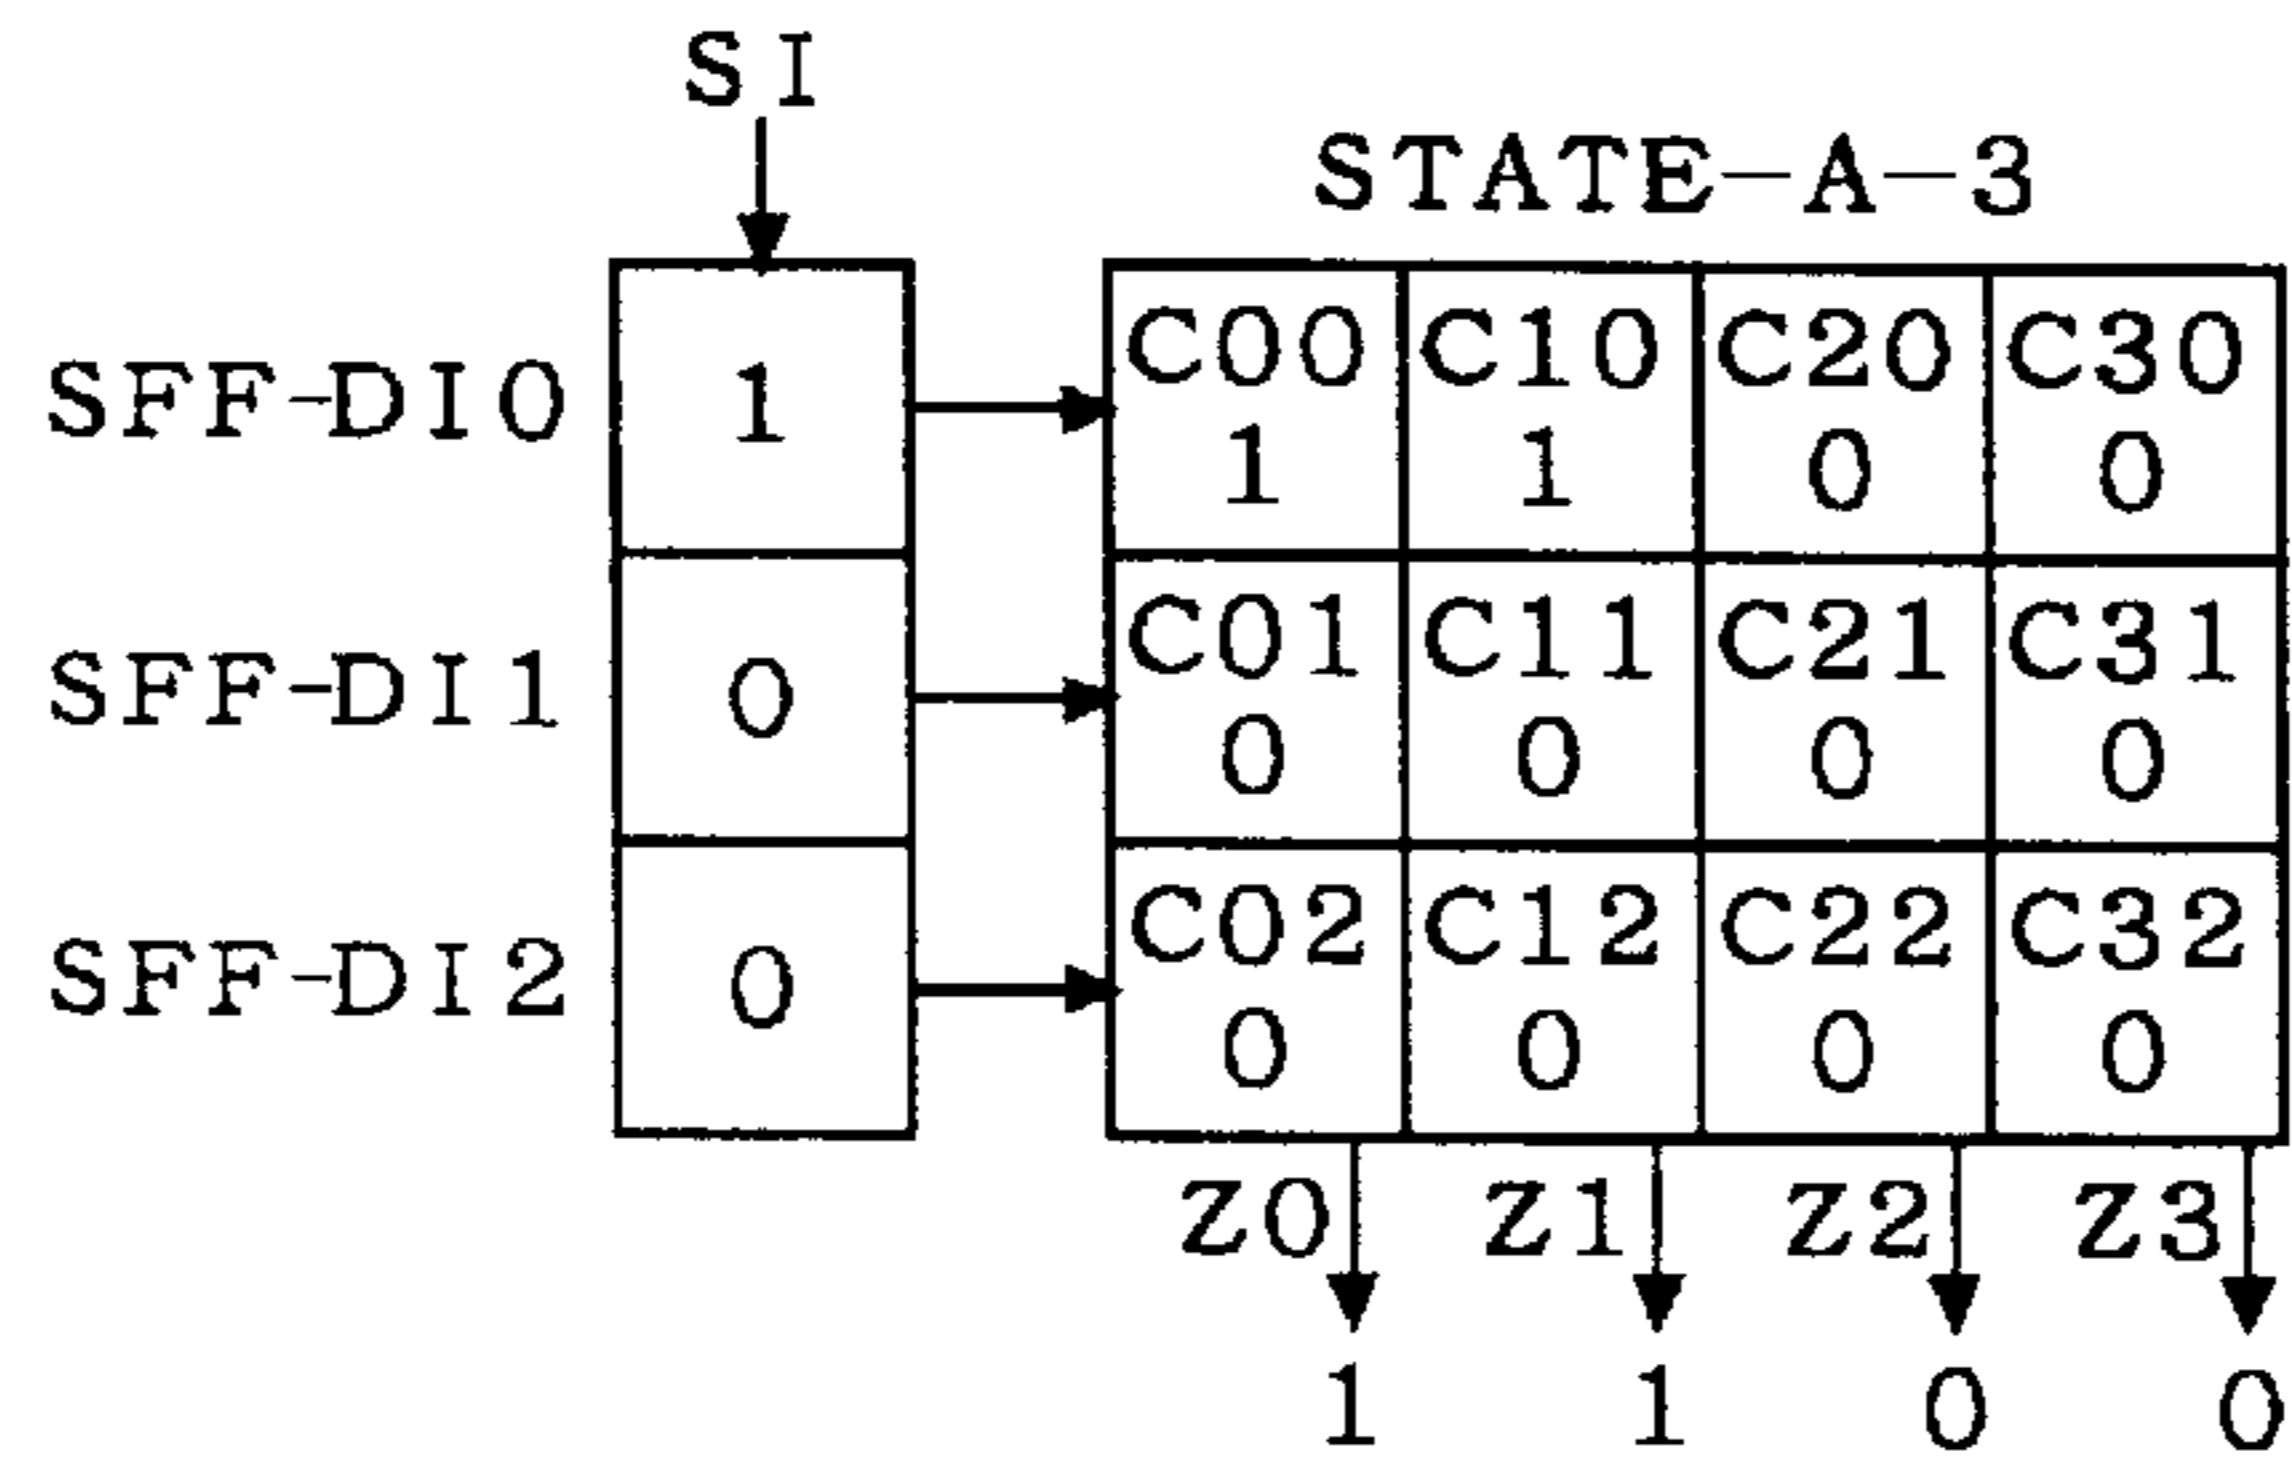 SI
STATE-A-3
SFF-DI0 1 C00 C10 C20 C30
1 1 0 0
SFF-DI1 0 C01 C11 C21 C31
0 0 0 0
SFF-DI2 0 C02 C12 C22 C32
0 0 0 0
Z0 Z1 Z2 Z3
1 1 0 0